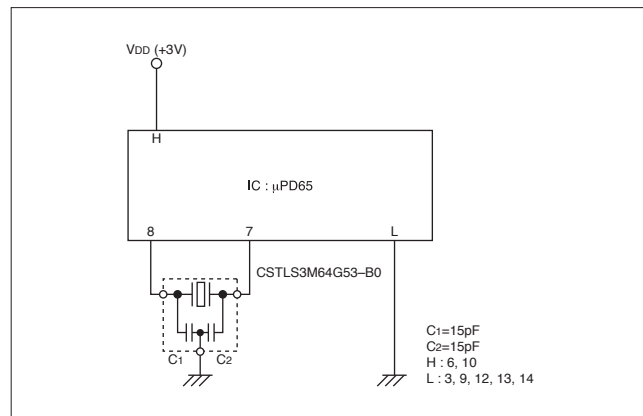 VDD (+3V)
H
IC : µPD65
8
7
L
CSTLS3M64G53–B0
C1
C2
C1=15pF
C2=15pF
H : 6, 10
L : 3, 9, 12, 13, 14